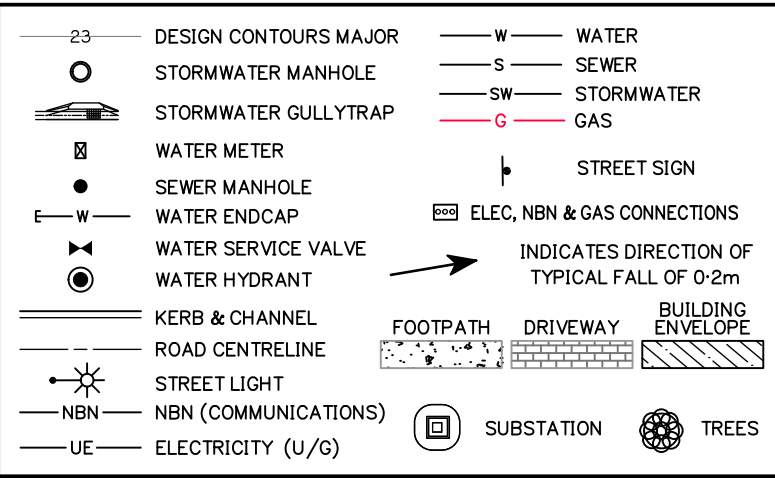 23 DESIGN CONTOURS MAJOR
STORMWATER MANHOLE
STORMWATER GULLYTRAP
WATER METER
SEWER MANHOLE
E W WATER ENDCAP
WATER SERVICE VALVE
WATER HYDRANT
KERB & CHANNEL
ROAD CENTRELINE
STREET LIGHT
NBN NBN (COMMUNICATIONS)
UE ELECTRICITY (U/G)
W WATER
S SEWER
SW STORMWATER
G GAS
STREET SIGN
ELEC, NBN & GAS CONNECTIONS
INDICATES DIRECTION OF
TYPICAL FALL OF 0·2m
FOOTPATH
DRIVEWAY
BUILDING
ENVELOPE
SUBSTATION
TREES